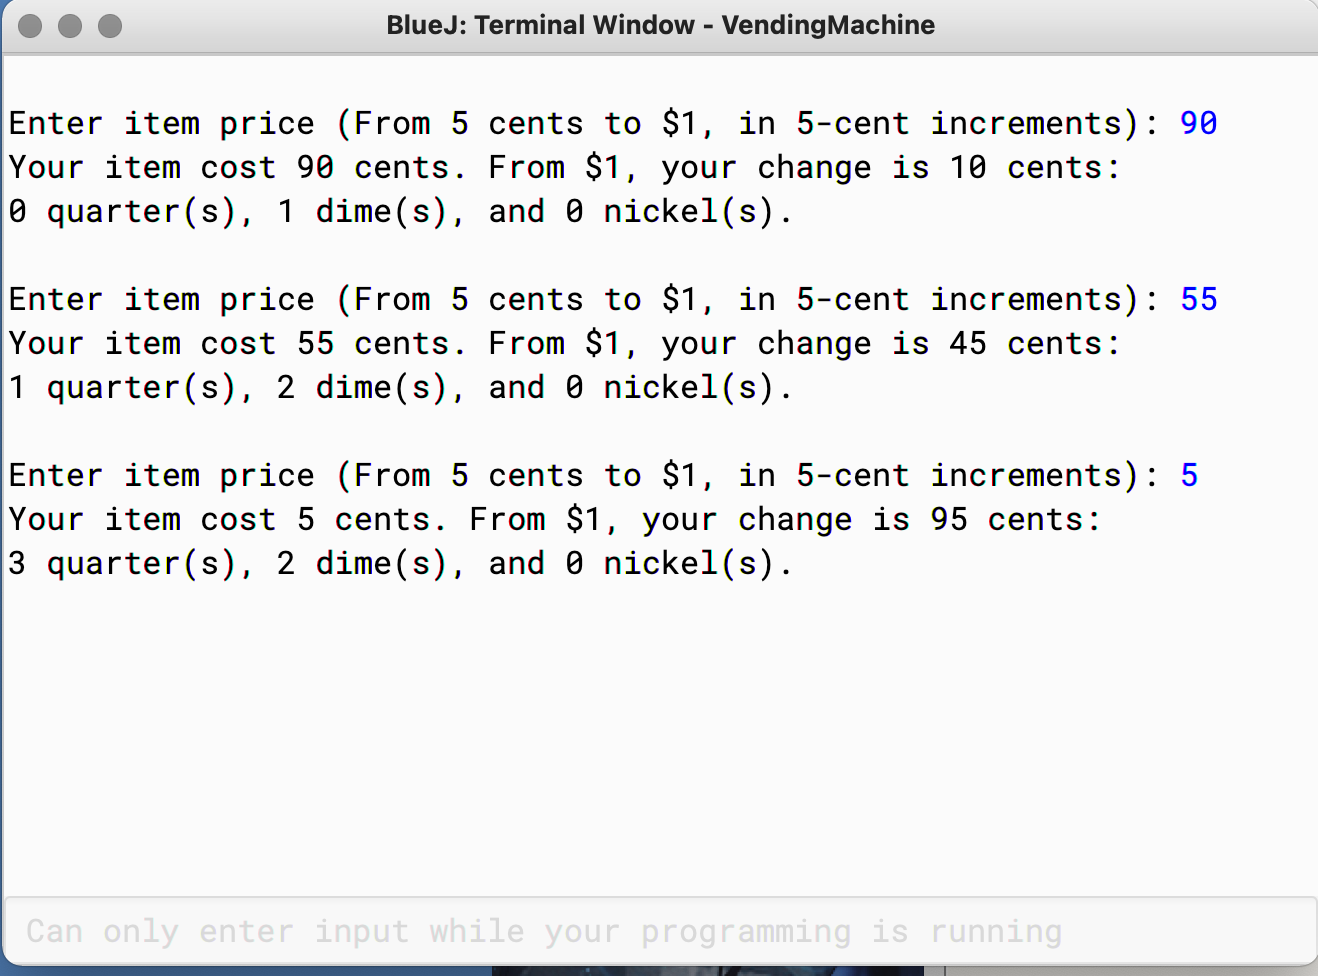 BlueJ: Terminal Window - VendingMachine
Enter item price (From 5 cents to $1, in 5-cent increments): 90
Your item cost 90 cents. From $1, your change is 10 cents:
0 quarter(s), 1 dime(s), and 0 nickel(s).
Enter item price (From 5 cents to $1, in 5-cent increments): 55
Your item cost 55 cents. From $1, your change is 45 cents:
1 quarter(s), 2 dime(s), and 0 nickel(s).
Enter item price (From 5 cents to $1, in 5-cent increments): 5
Your item cost 5 cents. From $1, your change is 95 cents:
3 quarter(s), 2 dime(s), and 0 nickel(s).
Can only enter input while your programming is running